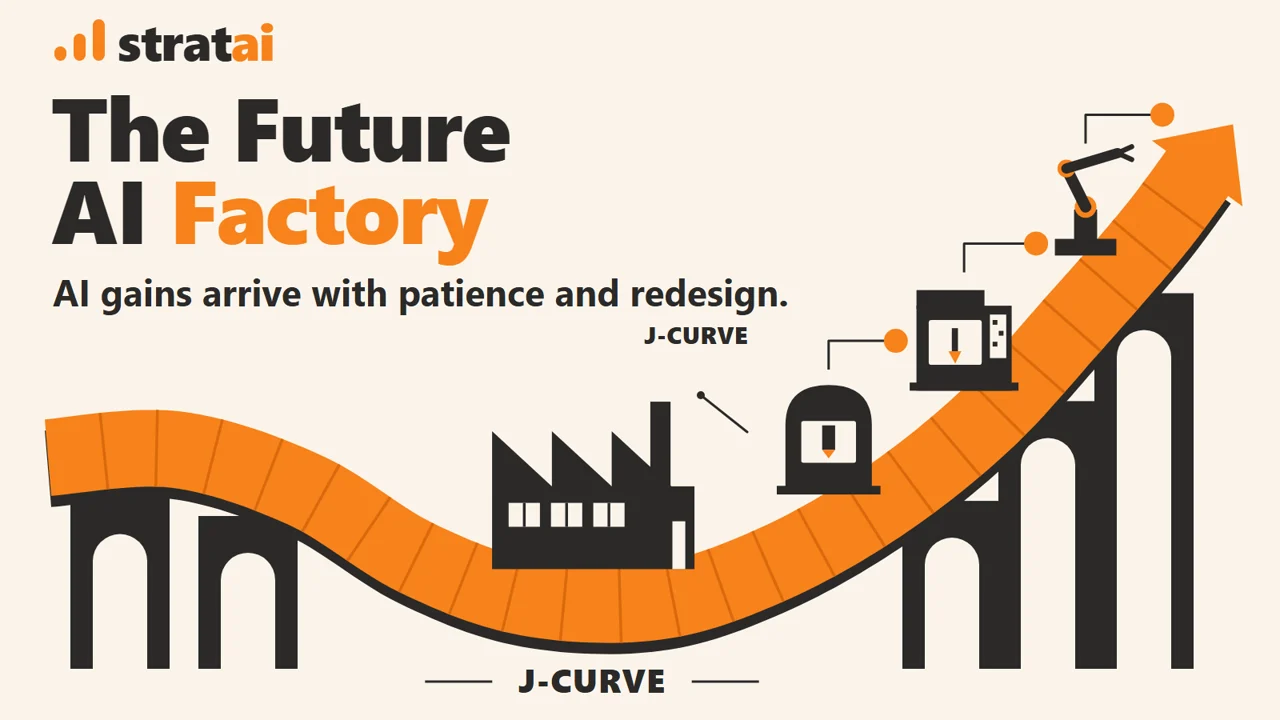 stratai
The Future
AI Factory
AI gains arrive with patience and redesign.
J-CURVE
J-CURVE